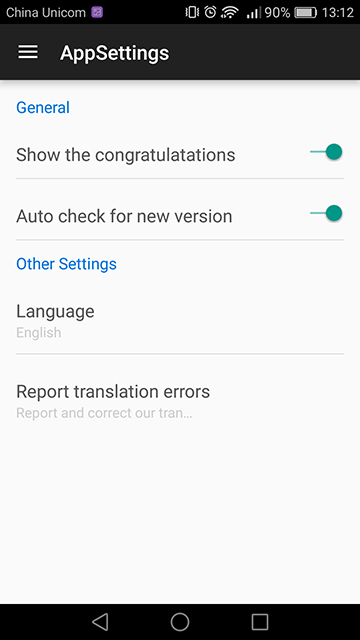 China Unicom 90% 13:12
AppSettings
General
Show the congratulatations
Auto check for new version
Other Settings
Language
English
Report translation errors
Report and correct our tran...